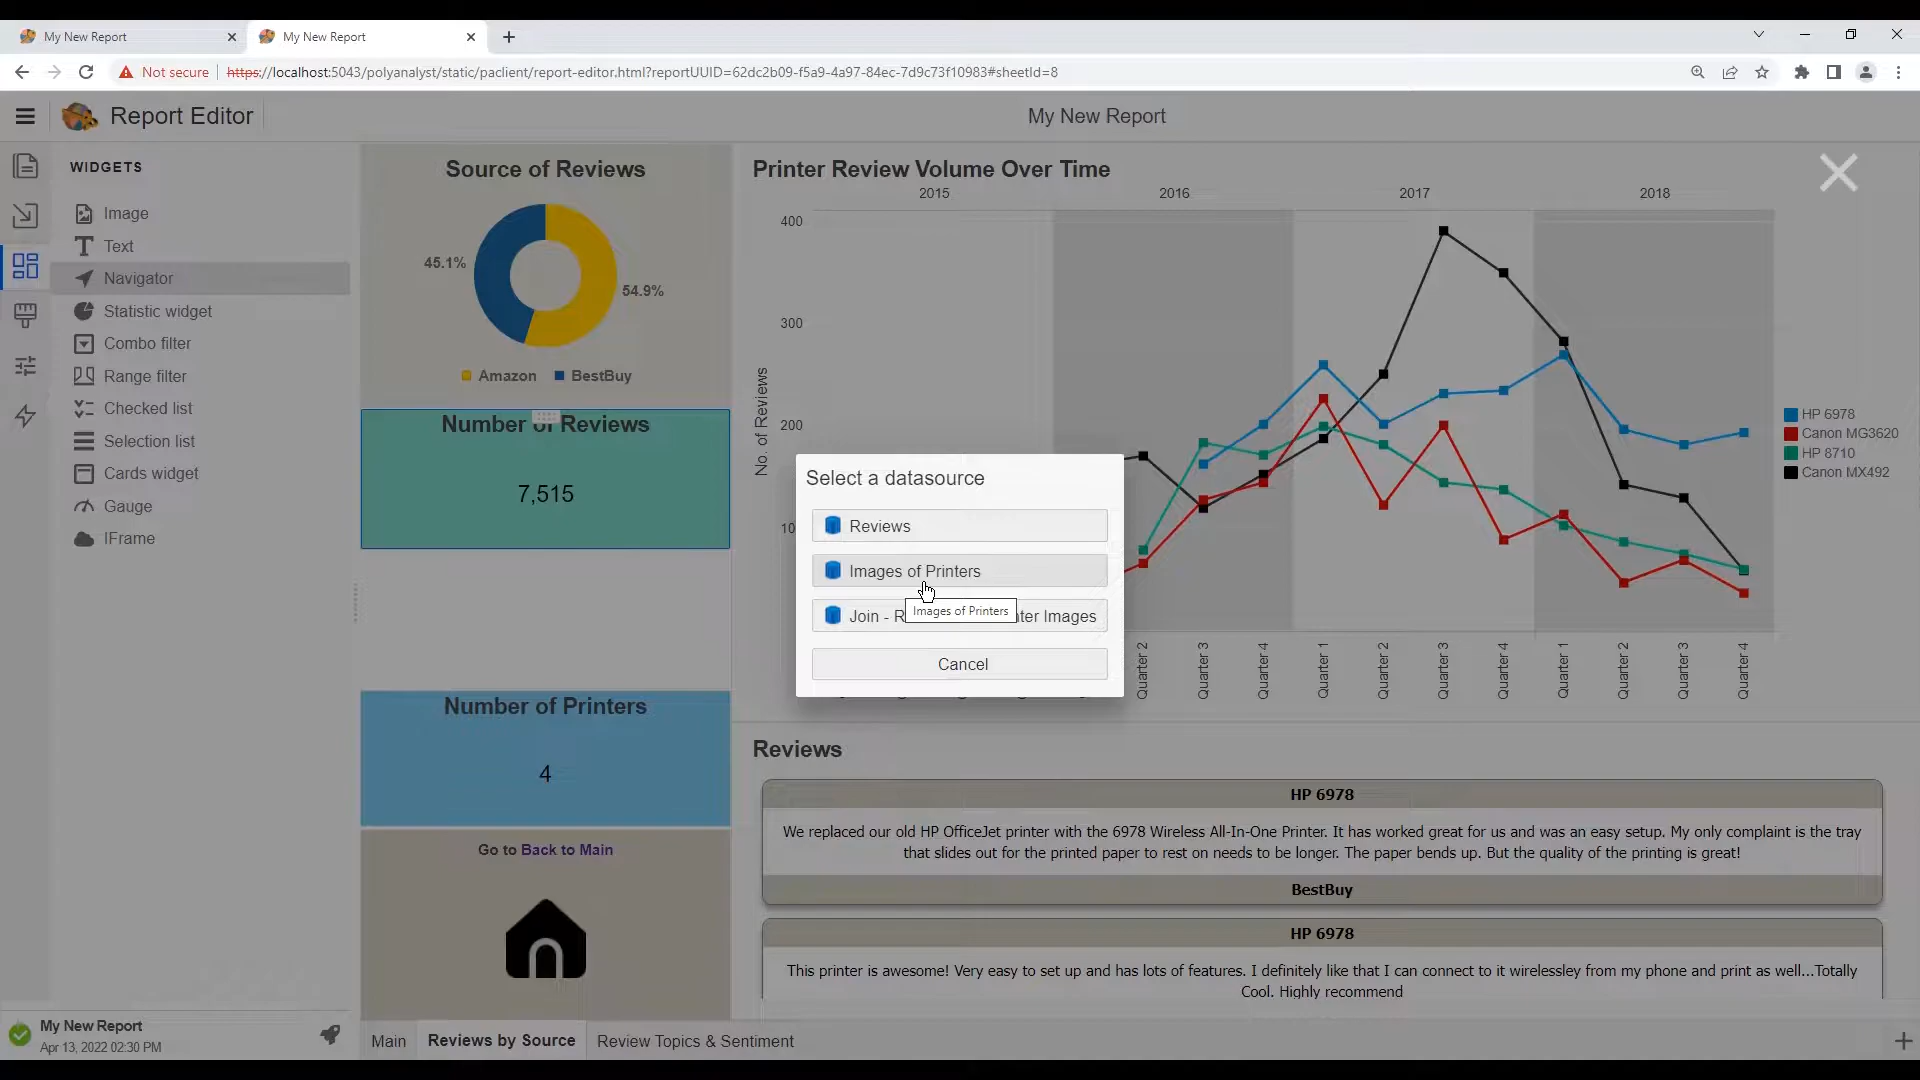 My New Report
My New Report
Not secure
https://localhost:5043/polyanalyst/static/paclient/report-editor.html?reportUUID=62dc2b09-f5a9-4a97-84ec-7d9c73f10983#sheetId=8
Report Editor
My New Report
WIDGETS
Image
Text
Navigator
Statistic widget
Combo filter
Range filter
Checked list
Selection list
Cards widget
Gauge
IFrame
Source of Reviews
45.1%
54.9%
Amazon
BestBuy
Number of Reviews
7,515
Number of Printers
4
Go to Back to Main
Printer Review Volume Over Time
2015
2016
2017
2018
400
300
200
10
No. of Reviews
HP 6978
Canon MG3620
HP 8710
Canon MX492
Select a datasource
Reviews
Images of Printers
Images of Printers
Join - R nter Images
Cancel
Quarter 2
Quarter 3
Quarter 4
Quarter 1
Quarter 2
Quarter 3
Quarter 4
Quarter 1
Quarter 2
Quarter 3
Quarter 4
Reviews
HP 6978
We replaced our old HP OfficeJet printer with the 6978 Wireless All-In-One Printer. It has worked great for us and was an easy setup. My only complaint is the tray
that slides out for the printed paper to rest on needs to be longer. The paper bends up. But the quality of the printing is great!
BestBuy
HP 6978
This printer is awesome! Very easy to set up and has lots of features. I definitely like that I can connect to it wirelessley from my phone and print as well...Totally
Cool. Highly recommend
My New Report
Apr 13, 2022 02:30 PM
Main
Reviews by Source
Review Topics & Sentiment